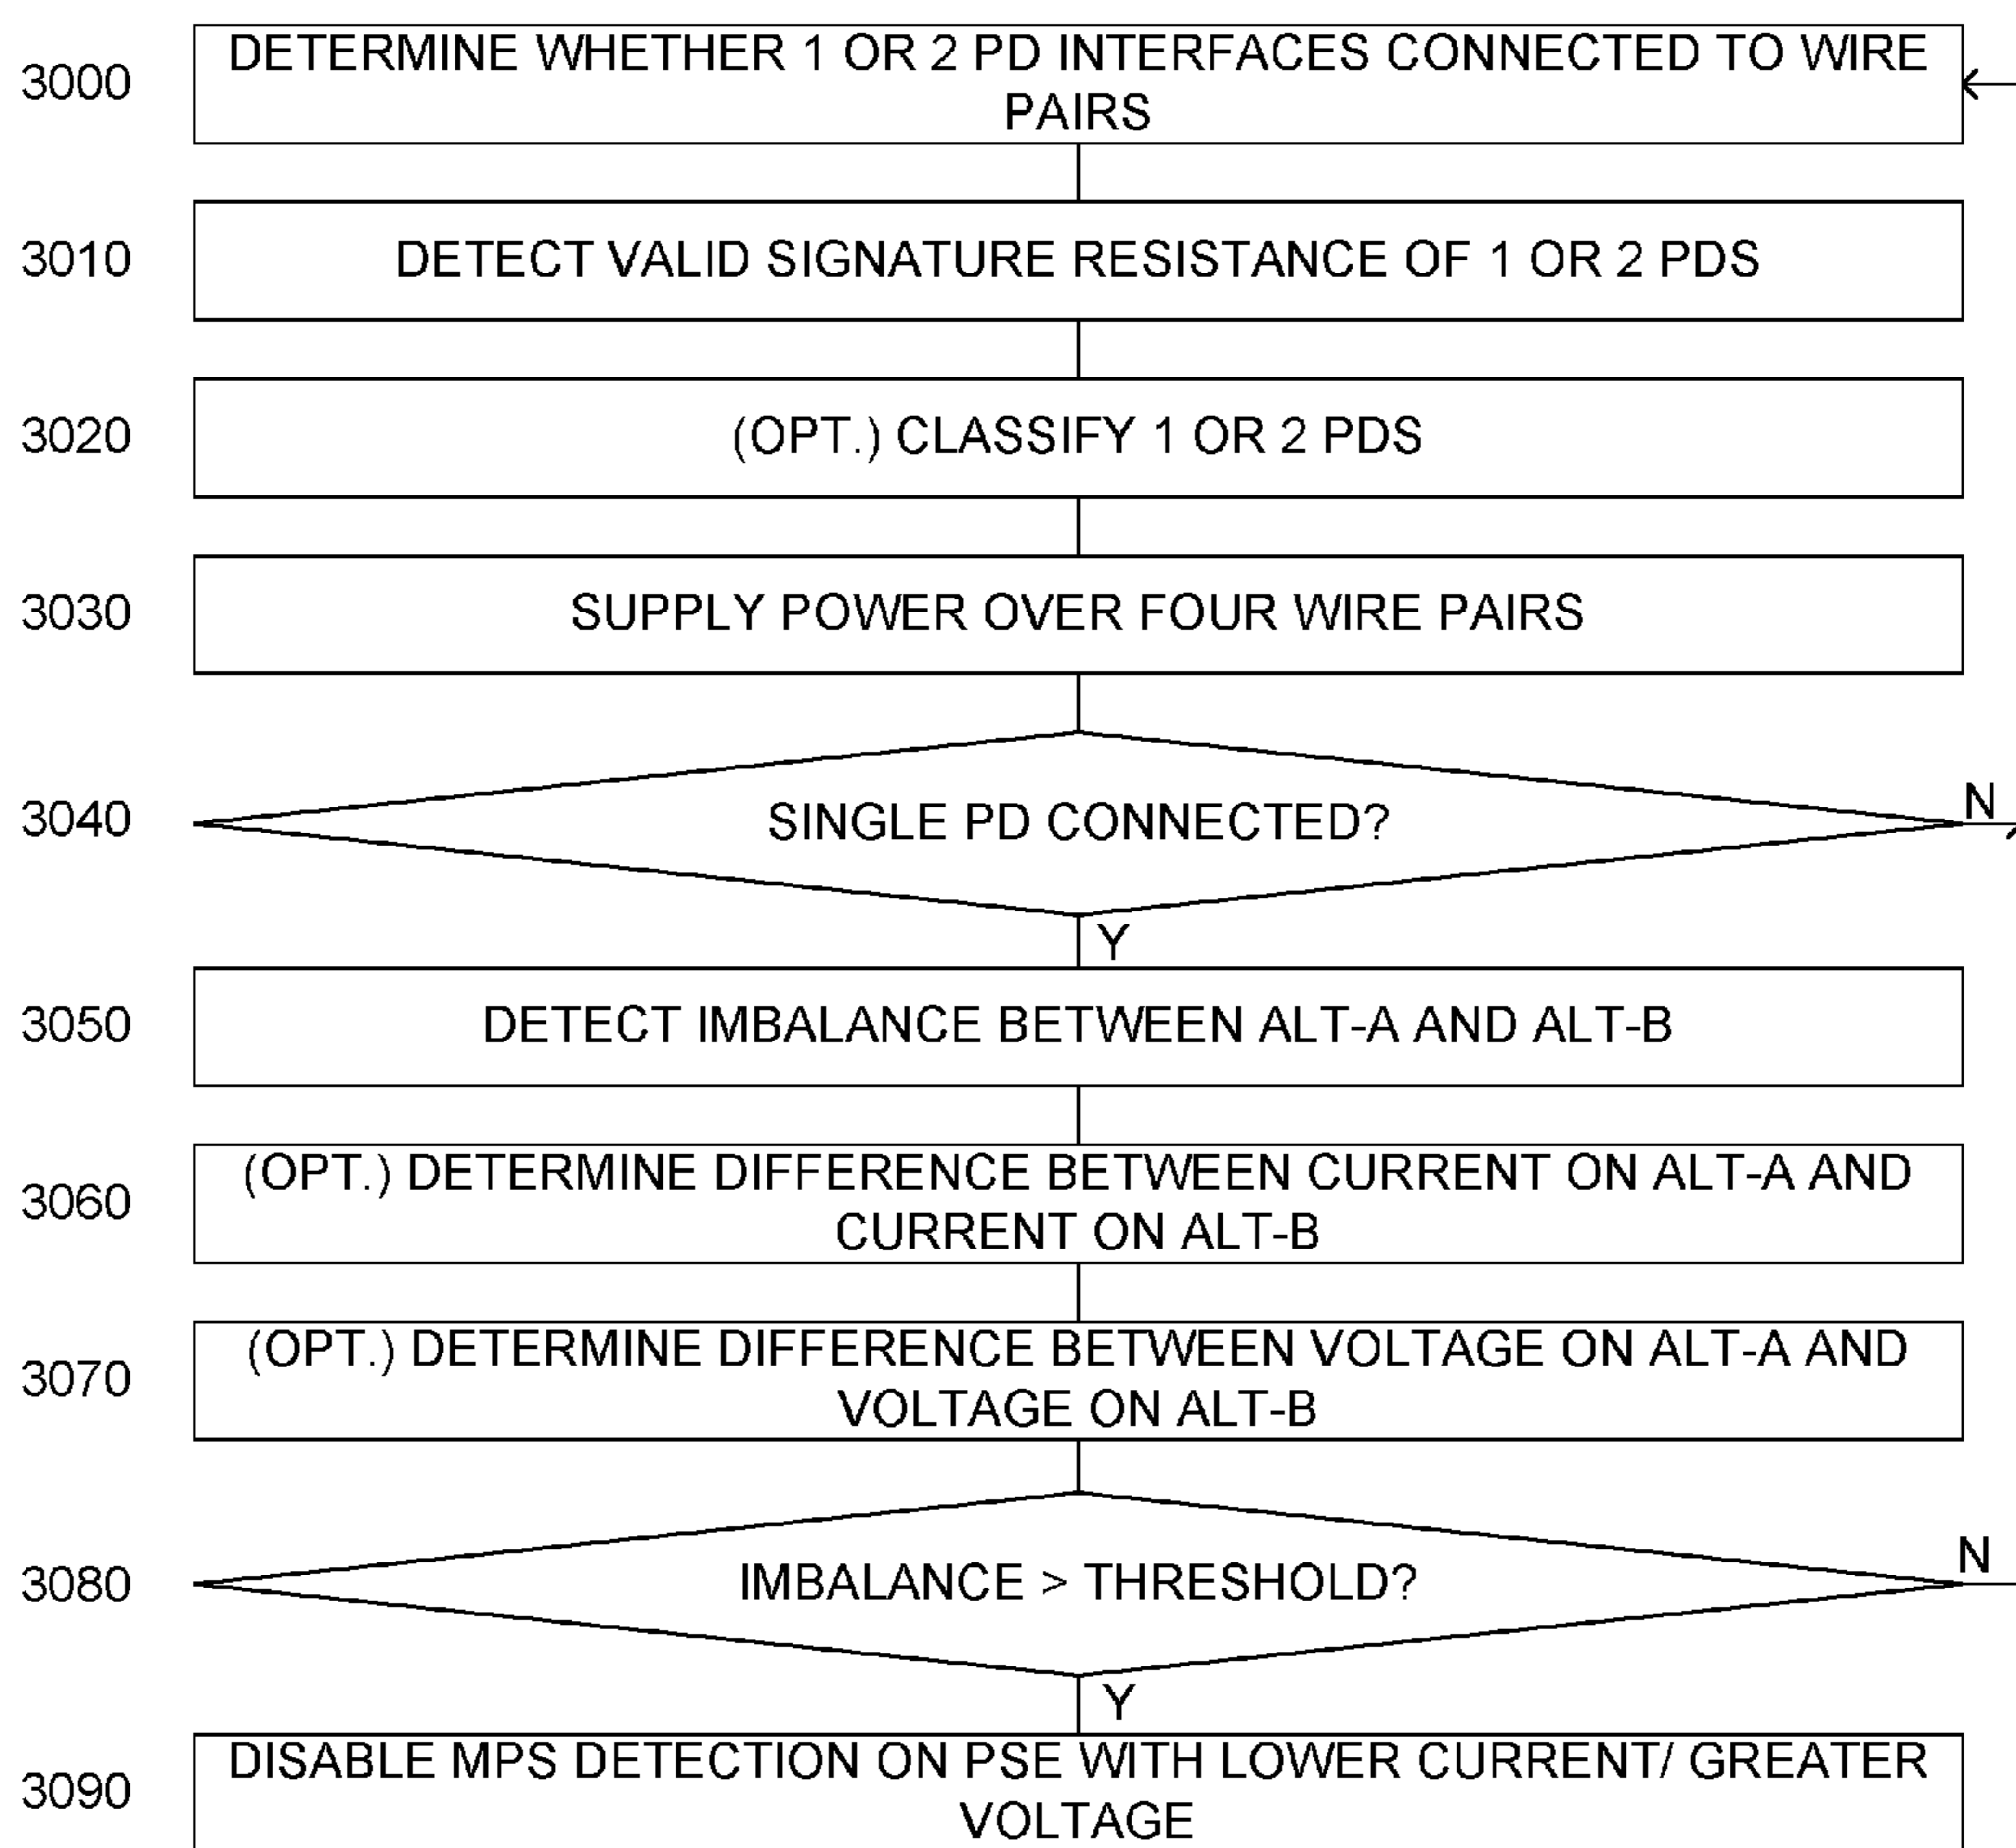 3000
DETERMINE WHETHER 1 OR 2 PD INTERFACES CONNECTED TO WIRE
PAIRS
3010
DETECT VALID SIGNATURE RESISTANCE OF 1 OR 2 PDS
3020
(OPT.) CLASSIFY 1 OR 2 PDS
3030
SUPPLY POWER OVER FOUR WIRE PAIRS
3040
SINGLE PD CONNECTED?
N
Y
3050
DETECT IMBALANCE BETWEEN ALT-A AND ALT-B
3060
(OPT.) DETERMINE DIFFERENCE BETWEEN CURRENT ON ALT-A AND
CURRENT ON ALT-B
3070
(OPT.) DETERMINE DIFFERENCE BETWEEN VOLTAGE ON ALT-A AND
VOLTAGE ON ALT-B
3080
IMBALANCE > THRESHOLD?
N
Y
3090
DISABLE MPS DETECTION ON PSE WITH LOWER CURRENT/ GREATER
VOLTAGE